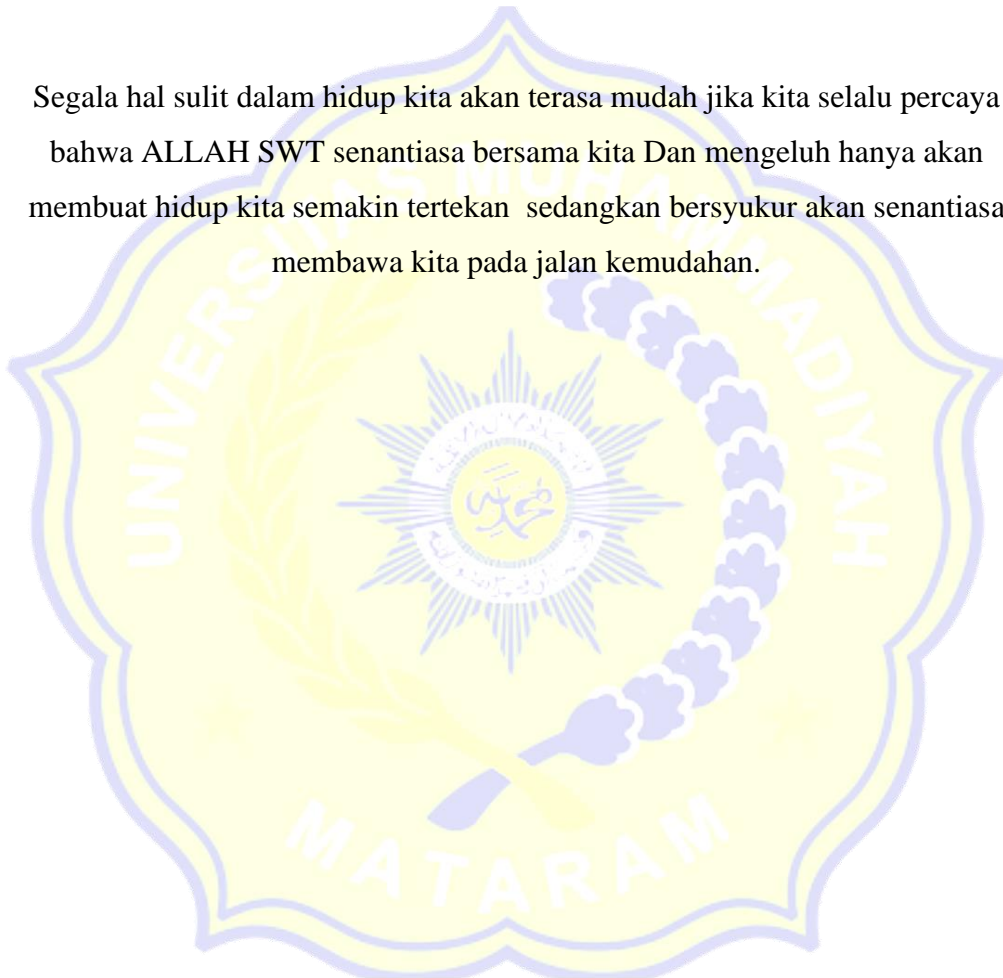 Segala hal sulit dalam hidup kita akan terasa mudah jika kita selalu percaya
bahwa ALLAH SWT senantiasa bersama kita Dan mengeluh hanya akan
membuat hidup kita semakin tertekan  sedangkan bersyukur akan senantiasa
membawa kita pada jalan kemudahan.
UNIVERSITAS MUHAMMADIYAH
MATARAM